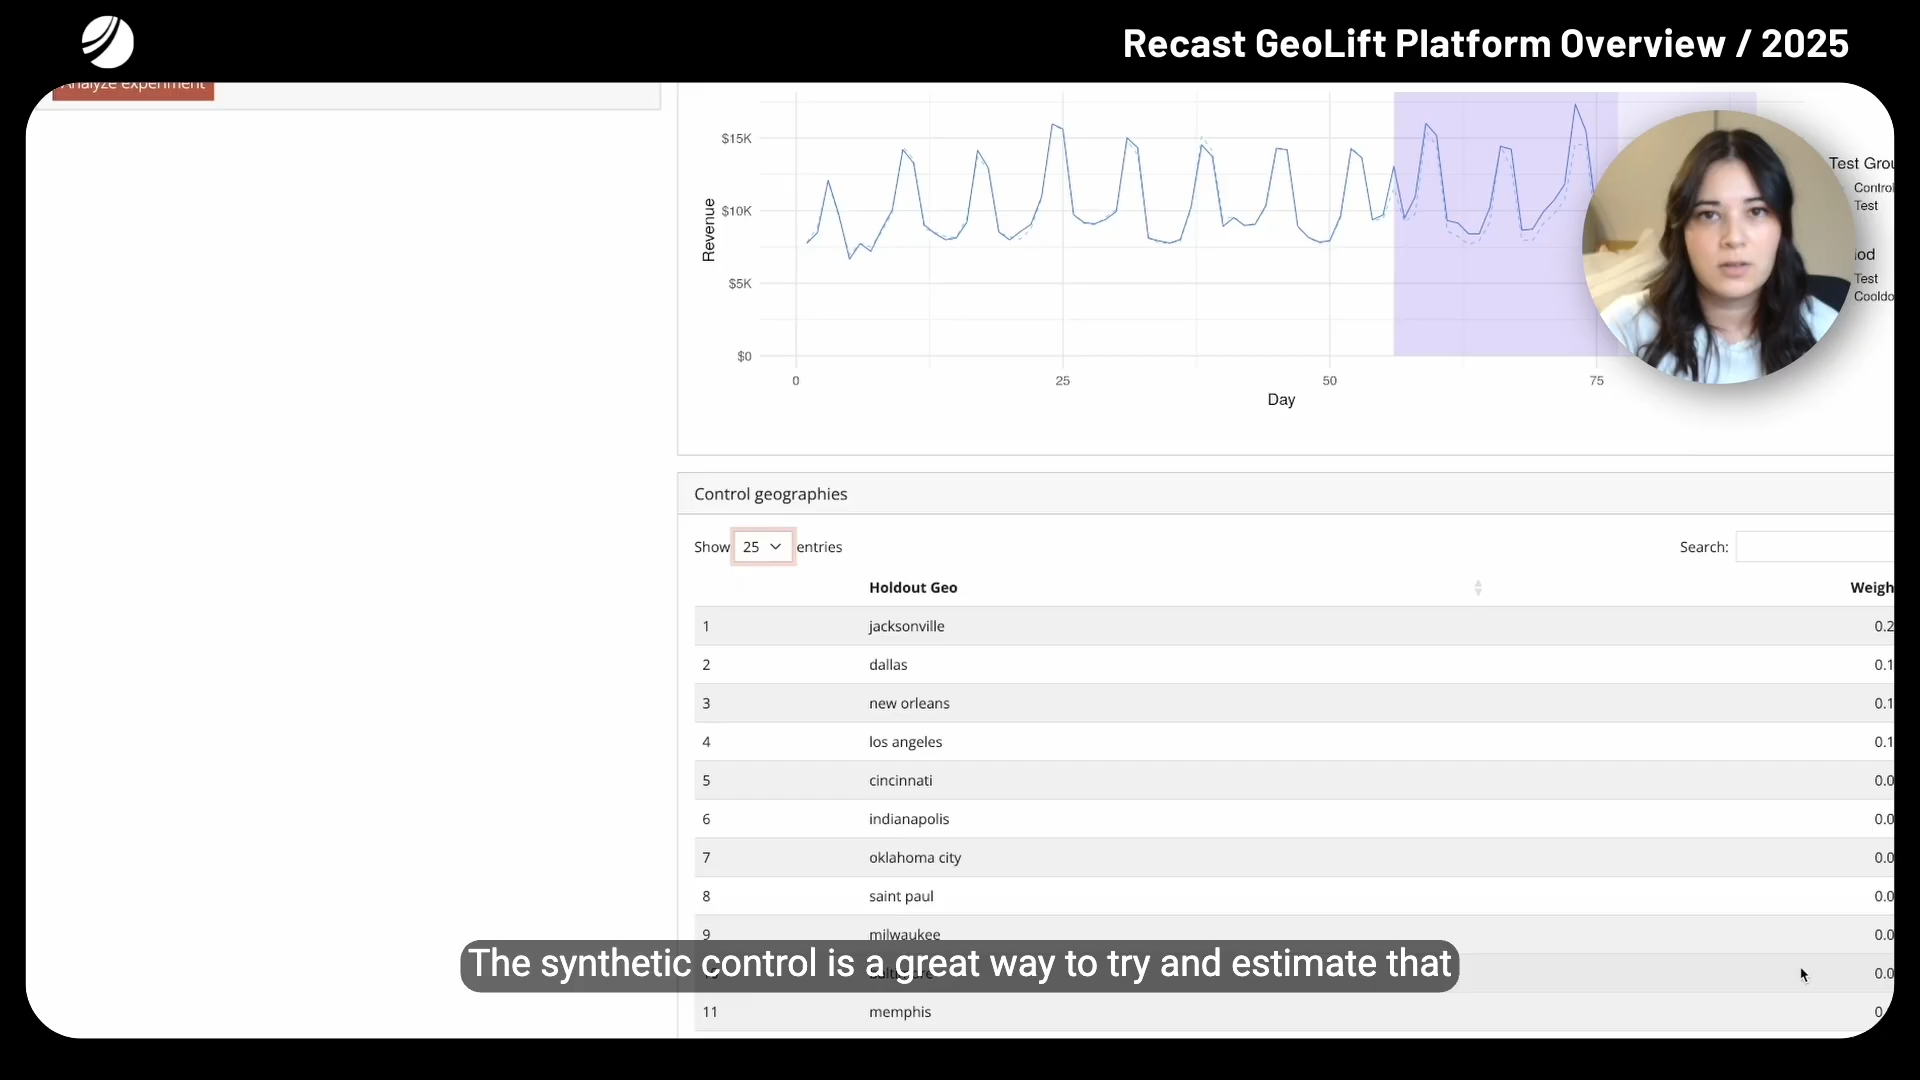 Recast GeoLift Platform Overview / 2025
Analyze experiment
$15K
$10K
$5K
$0
Revenue
0
25
50
75
Day
Test Grou
Control
Test
iod
Test
Cooldo
Control geographies
Show 25 entries
Search:
Holdout Geo Weigh
1 jacksonville 0.2
2 dallas 0.1
3 new orleans 0.1
4 los angeles 0.1
5 cincinnati 0.0
6 indianapolis 0.0
7 oklahoma city 0.0
8 saint paul 0.0
9 milwaukee 0.0
The synthetic control is a great way to try and estimate that
0.0
11 memphis 0.